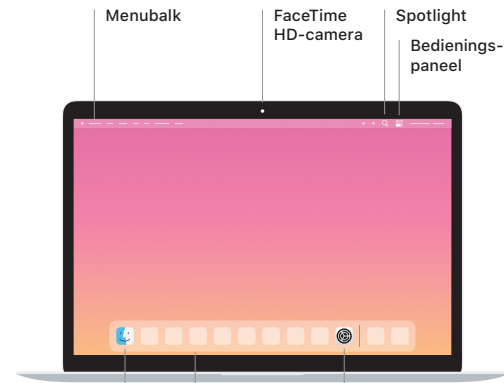 Menubalk
FaceTime
HD-camera
Spotlight
Bedienings-
paneel